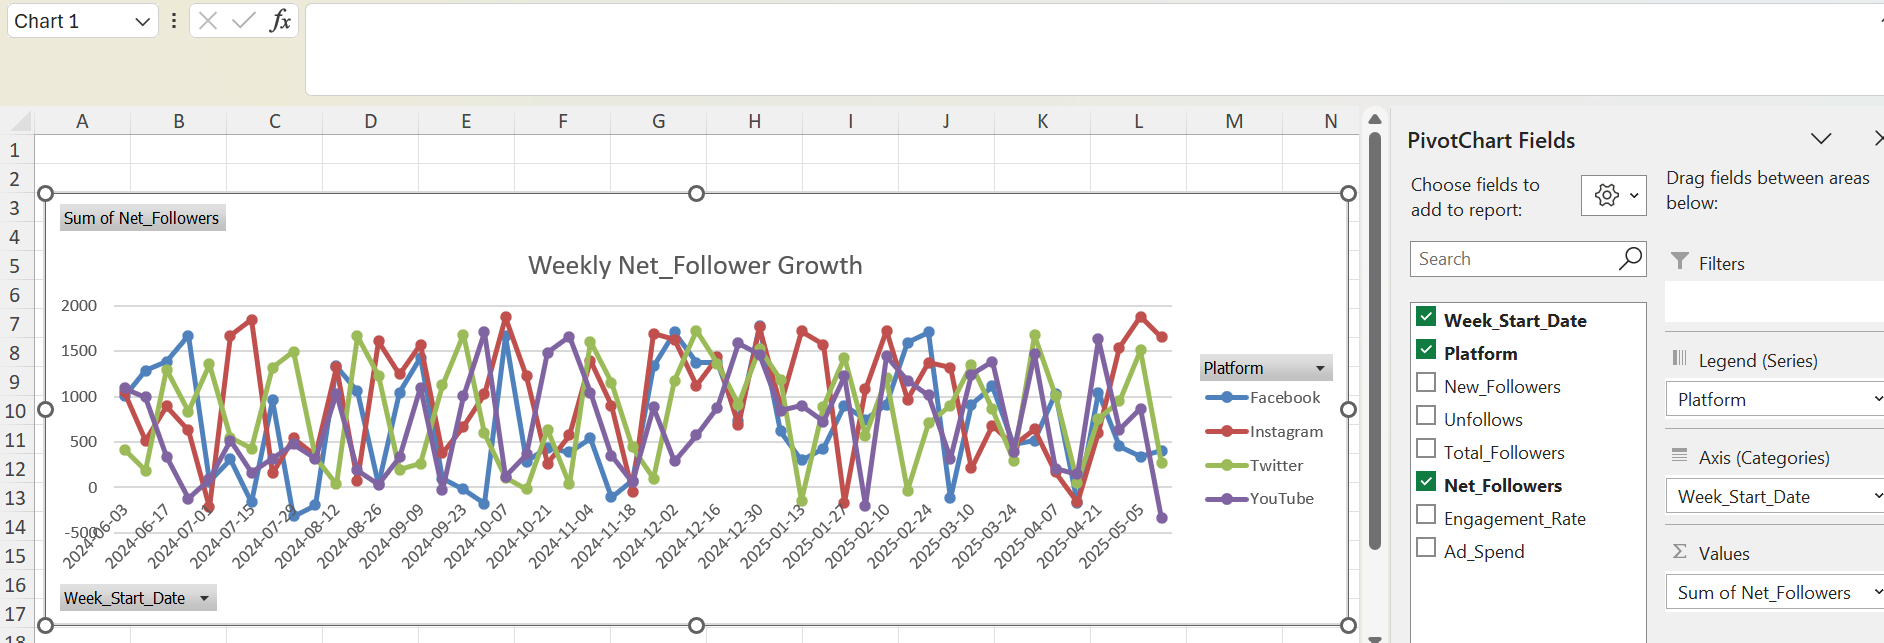 Chart 1
fx
A B C D E F G H I J K L M N
1
2
3
4
5
6
7
8
9
10
11
12
13
14
15
16
17
18
Sum of Net_Followers
Weekly Net_Follower Growth
2000
1500
1000
500
0
-500
2024-06-03
2024-06-17
2024-07-01
2024-07-15
2024-07-29
2024-08-12
2024-08-26
2024-09-09
2024-09-23
2024-10-07
2024-10-21
2024-11-04
2024-11-18
2024-12-02
2024-12-16
2024-12-30
2025-01-13
2025-01-27
2025-02-10
2025-02-24
2025-03-10
2025-03-24
2025-04-07
2025-04-21
2025-05-05
Week_Start_Date
Platform
Facebook
Instagram
Twitter
YouTube
PivotChart Fields
Choose fields to
add to report:
Search
Week_Start_Date
Platform
New_Followers
Unfollows
Total_Followers
Net_Followers
Engagement_Rate
Ad_Spend
Drag fields between areas
below:
Filters
Legend (Series)
Platform
Axis (Categories)
Week_Start_Date
Σ Values
Sum of Net_Followers